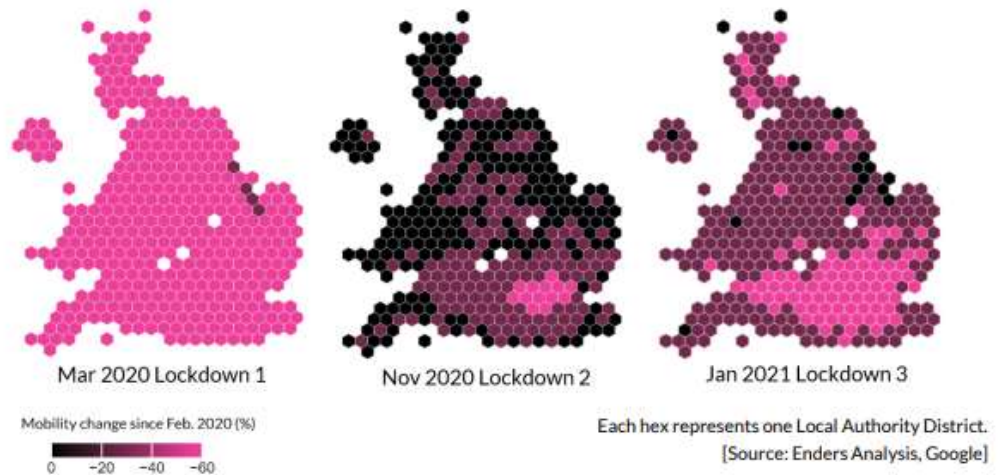 Mar 2020 Lockdown 1
Nov 2020 Lockdown 2
Jan 2021 Lockdown 3
Mobility change since Feb. 2020 (%)
0 −20 −40 −60
Each hex represents one Local Authority District.
[Source: Enders Analysis, Google]